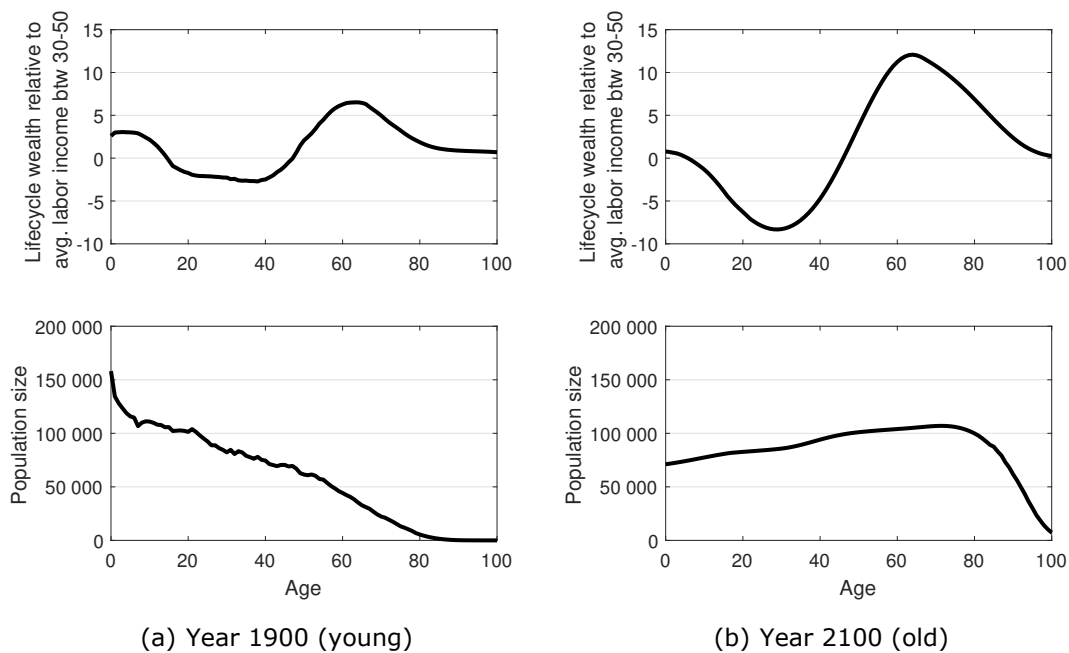 Lifecycle wealth relative to
avg. labor income btw 30-50
15
10
5
0
-5
-10
0 20 40 60 80 100
Lifecycle wealth relative to
avg. labor income btw 30-50
15
10
5
0
-5
-10
0 20 40 60 80 100
Population size
200 000
150 000
100 000
50 000
0
0 20 40 60 80 100
Age
Population size
200 000
150 000
100 000
50 000
0
0 20 40 60 80 100
Age
(a) Year 1900 (young)
(b) Year 2100 (old)